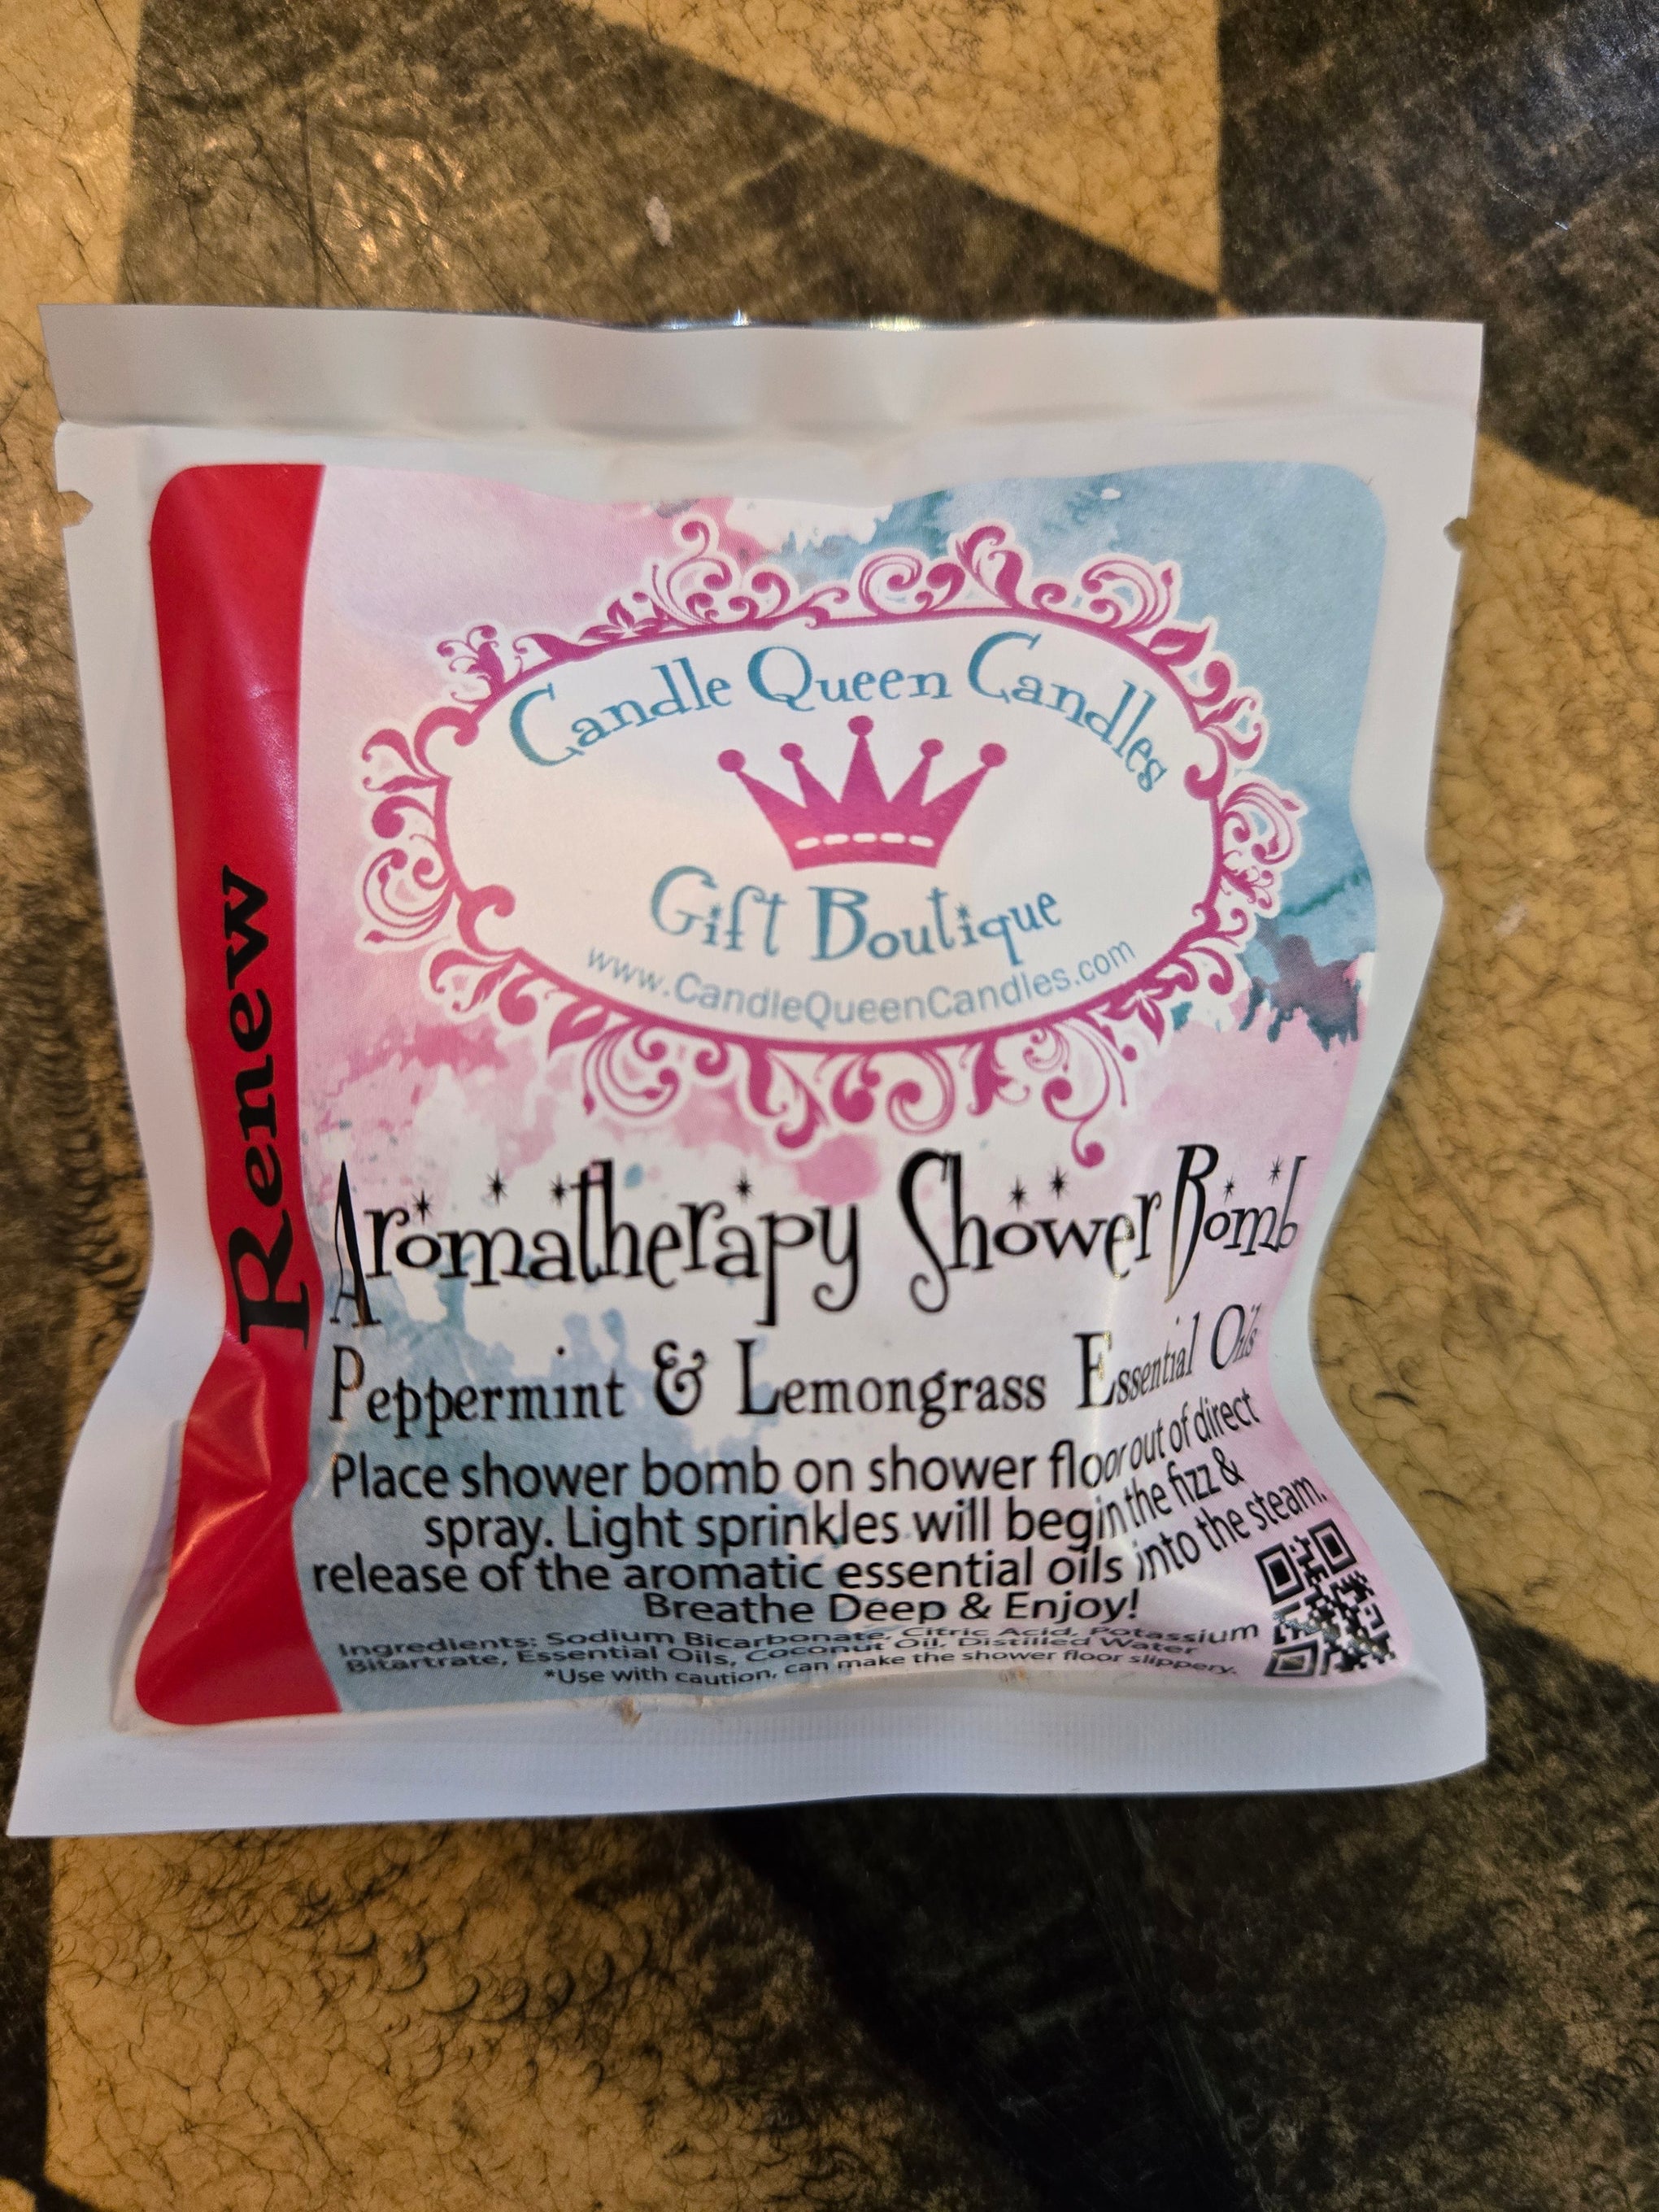 Renew
Candle Queen Candles
Gift Boutique
www.CandleQueenCandles.com
Aromatherapy Shower Bomb
Peppermint & Lemongrass Essential Oils
Place shower bomb on shower floor out of direct
spray. Light sprinkles will begin the fizz &
release of the aromatic essential oils into the steam.
Breathe Deep & Enjoy!
Ingredients: Sodium Bicarbonate, Citric Acid, Potassium
Bitartrate, Essential Oils, Coconut Oil, Distilled Water
*Use with caution, can make the shower floor slippery.